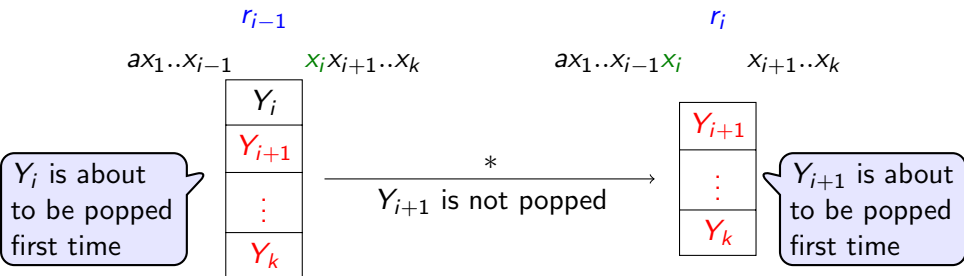 r_{i−1}
r_i
ax_1..x_{i−1} x_i x_{i+1}..x_k
ax_1..x_{i−1}x_i x_{i+1}..x_k
Y_i
Y_{i+1}
⋮
Y_k
Y_i is about
to be popped
first time
*
Y_{i+1} is not popped
Y_{i+1}
⋮
Y_k
Y_{i+1} is about
to be popped
first time